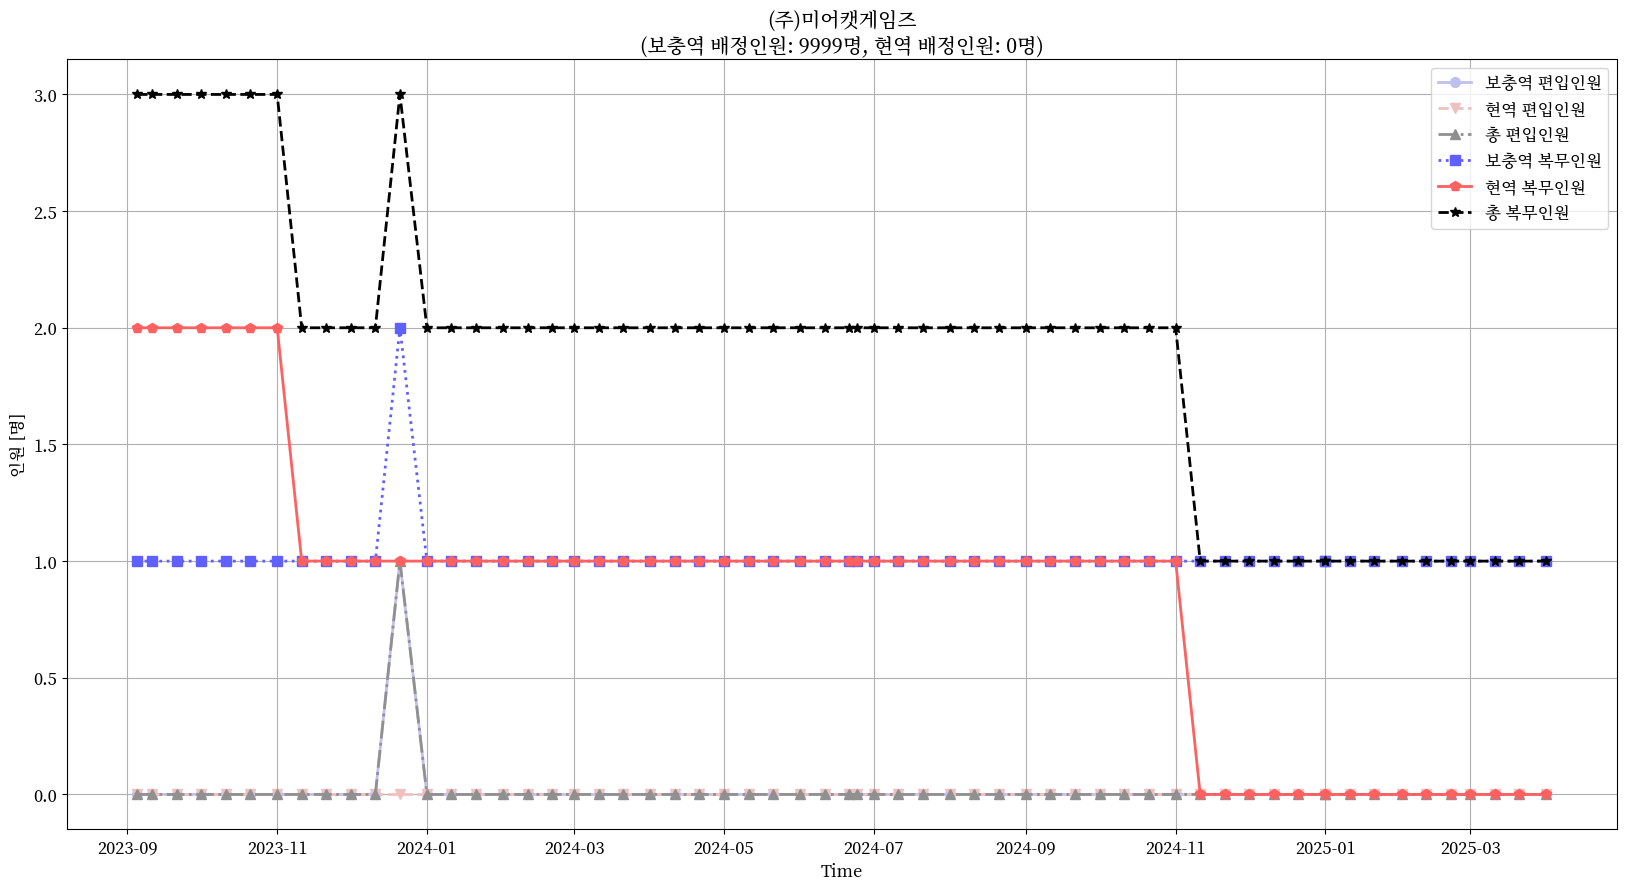 (주)미어캣게임즈
(보충역 배정인원: 9999명, 현역 배정인원: 0명)
보충역 편입인원
현역 편입인원
총 편입인원
보충역 복무인원
현역 복무인원
총 복무인원
3.0
2.5
2.0
1.5
1.0
0.5
0.0
인원 [명]
2023-09 2023-11 2024-01 2024-03 2024-05 2024-07 2024-09 2024-11 2025-01 2025-03
Time